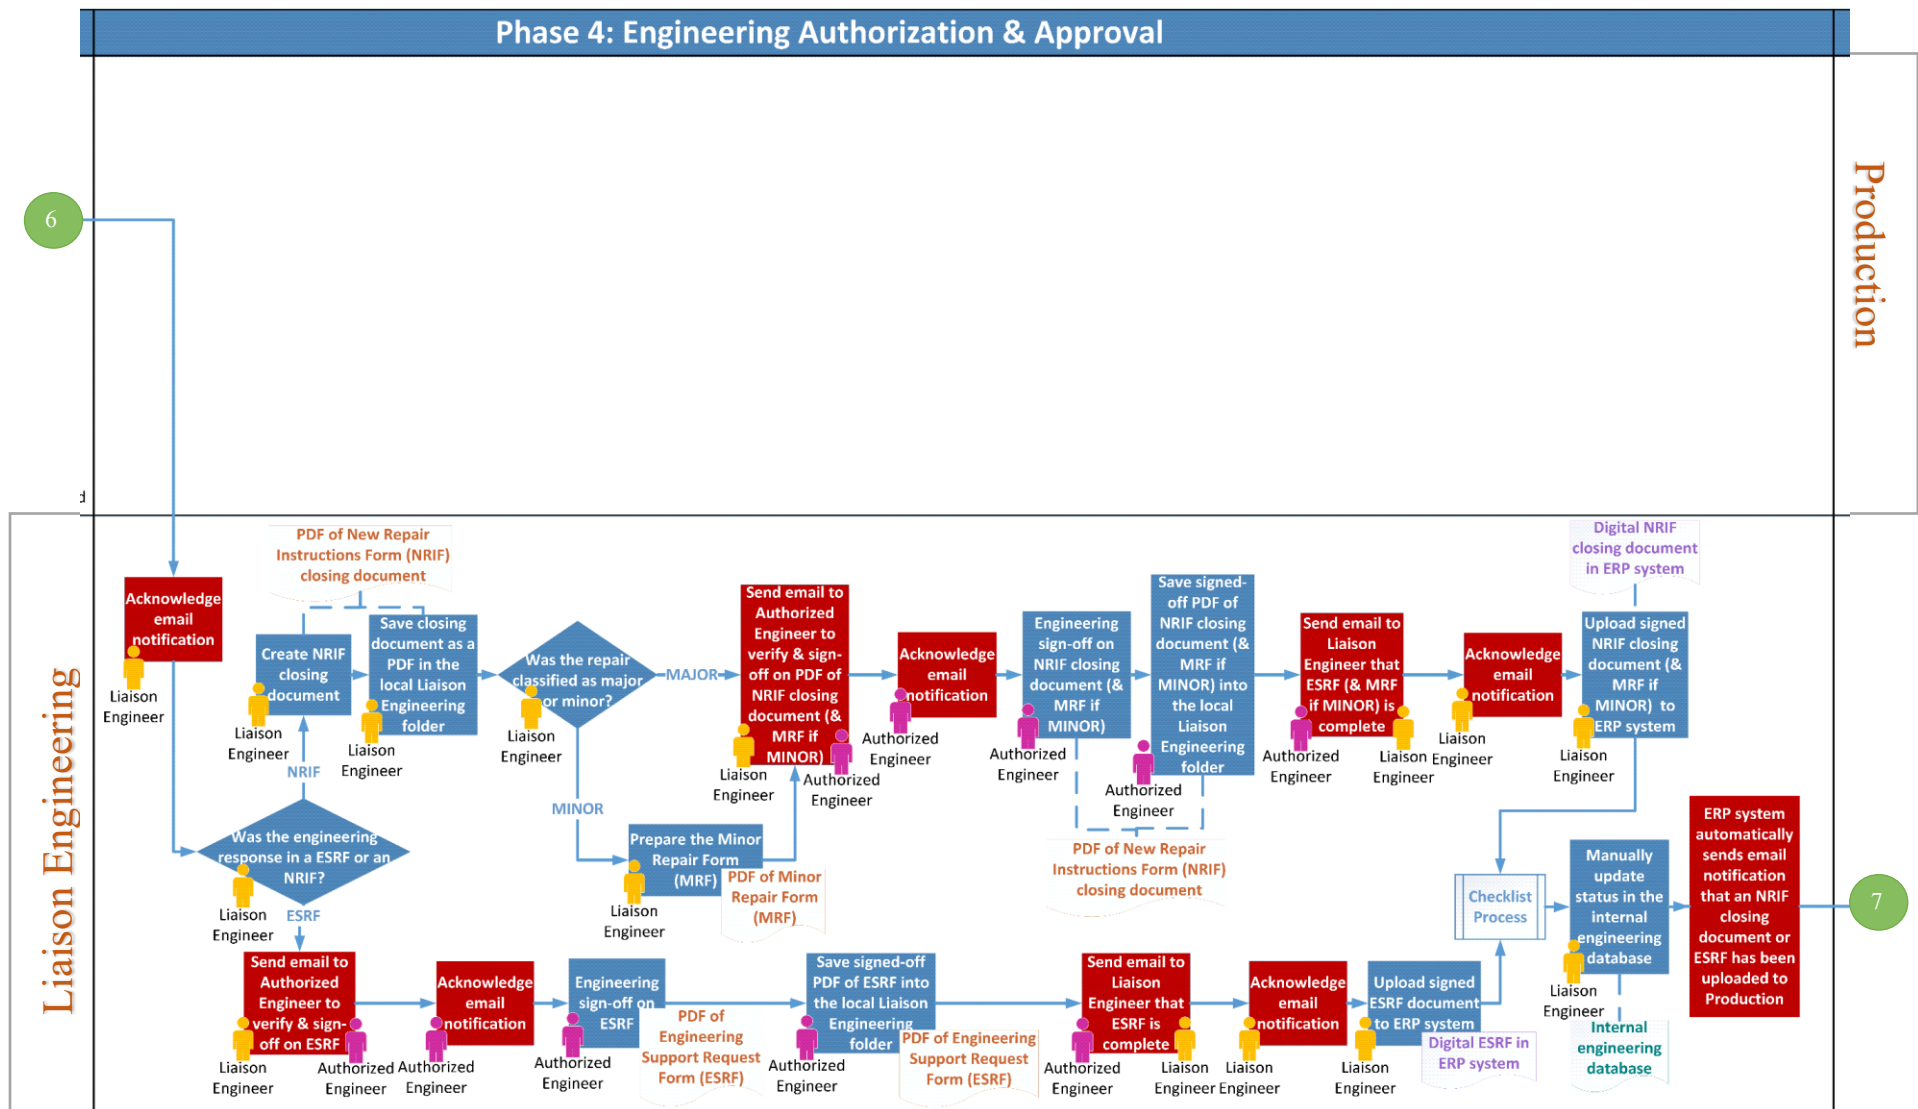 Phase 4: Engineering Authorization & Approval
Production
6
d
Liaison Engineering
Acknowledge
email
notification
Liaison
Engineer
Was the engineering
response in a ESRF or an
NRIF?
Liaison
Engineer
NRIF
ESRF
PDF of New Repair
Instructions Form (NRIF)
closing document
Create NRIF
closing
document
Liaison
Engineer
Save closing
document as a
PDF in the
local Liaison
Engineering
folder
Liaison
Engineer
Was the repair
classified as major
or minor?
Liaison
Engineer
MAJOR
MINOR
Prepare the Minor
Repair Form
(MRF)
Liaison
Engineer
PDF of Minor
Repair Form
(MRF)
Send email to
Authorized
Engineer to
verify & sign-
off on PDF of
NRIF closing
document (&
MRF if
MINOR)
Liaison
Engineer
Authorized
Engineer
Acknowledge
email
notification
Authorized
Engineer
Engineering
sign-off on
NRIF closing
document (&
MRF if
MINOR)
Authorized
Engineer
Save signed-
off PDF of
NRIF closing
document (&
MRF if
MINOR) into
the local
Liaison
Engineering
folder
Authorized
Engineer
PDF of New Repair
Instructions Form (NRIF)
closing document
Send email to
Liaison
Engineer that
ESRF (& MRF
if MINOR) is
complete
Authorized
Engineer
Liaison
Engineer
Acknowledge
email
notification
Liaison
Engineer
Digital NRIF
closing document
in ERP system
Upload signed
NRIF closing
document (&
MRF if
MINOR) to
ERP system
Liaison
Engineer
Send email to
Authorized
Engineer to
verify & sign-
off on ESRF
Liaison
Engineer
Authorized
Engineer
Acknowledge
email
notification
Authorized
Engineer
Engineering
sign-off on
ESRF
Authorized
Engineer
PDF of
Engineering
Support Request
Form (ESRF)
Save signed-off
PDF of ESRF into
the local Liaison
Engineering
folder
Authorized
Engineer
PDF of Engineering
Support Request
Form (ESRF)
Send email to
Liaison
Engineer that
ESRF is
complete
Authorized
Engineer
Liaison
Engineer
Acknowledge
email
notification
Liaison
Engineer
Upload signed
ESRF document
to ERP system
Liaison
Engineer
Digital ESRF in
ERP system
Checklist
Process
Manually
update
status in the
internal
engineering
database
Liaison
Engineer
Internal
engineering
database
ERP system
automatically
sends email
notification
that an NRIF
closing
document or
ESRF has been
uploaded to
Production
7